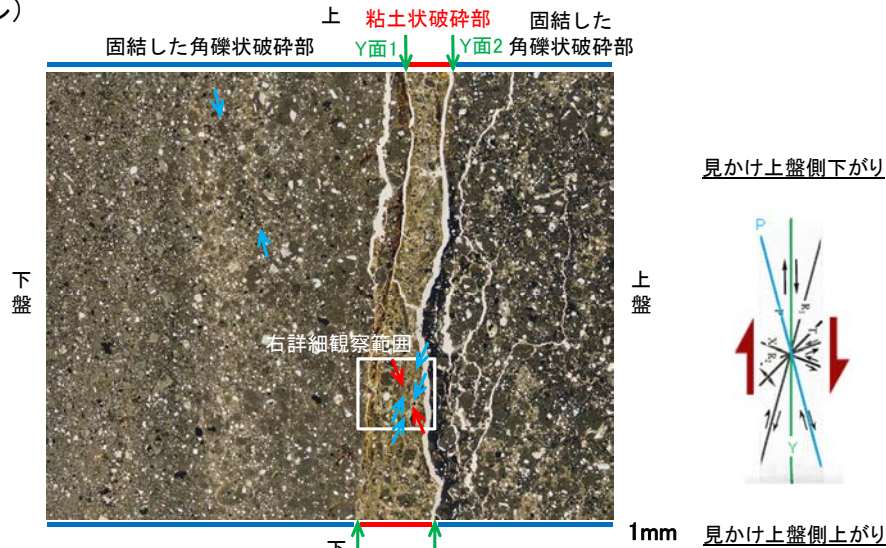 し)
上
粘土状破砕部
固結した
角礫状破砕部
固結した角礫状破砕部
Y面1
Y面2
見かけ上盤側下がり
下盤
上盤
右詳細観察範囲
P
P
R1
Y
下
1mm
見かけ上盤側上がり